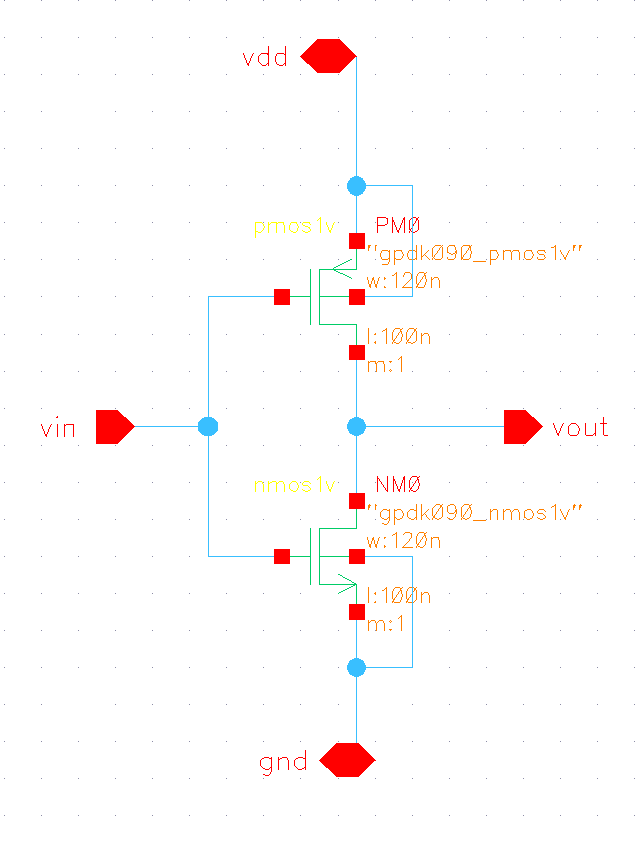 vdd
pmos1v PM0
"gpdk090_pmos1v"
w:120n
l:100n
m:1
vin
vout
nmos1v NM0
"gpdk090_nmos1v"
w:120n
l:100n
m:1
gnd